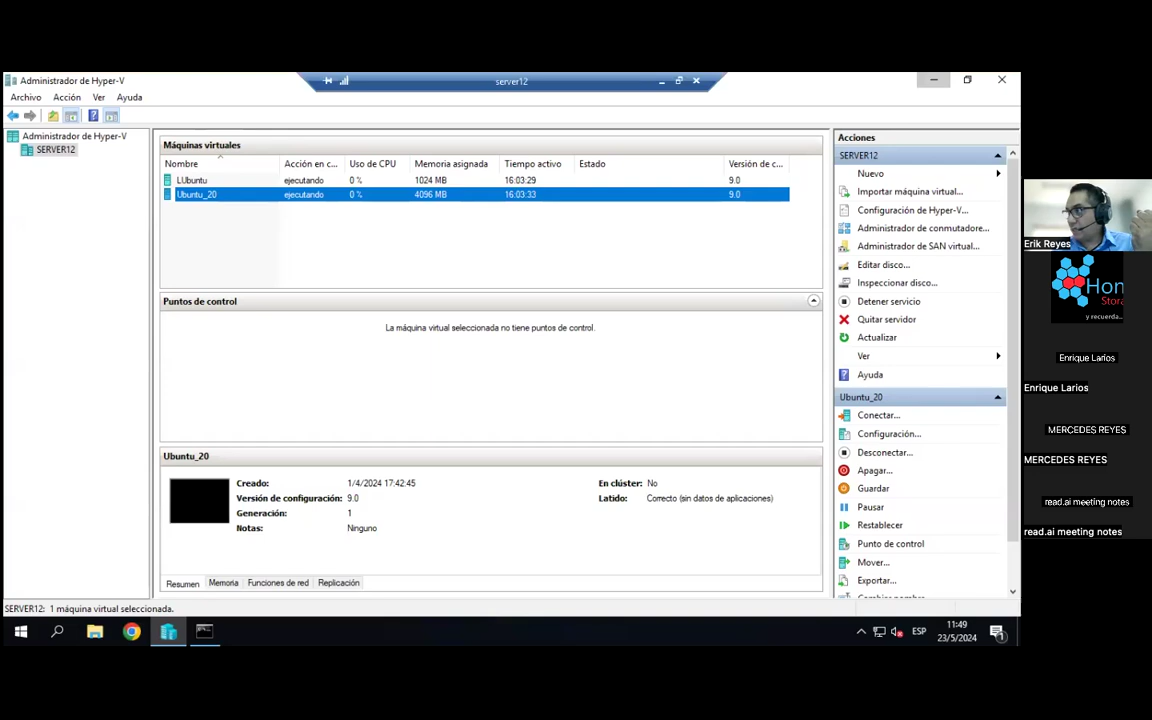 Administrador de Hyper-V
server12
Archivo Acción Ver Ayuda
Administrador de Hyper-V
SERVER12
Máquinas virtuales
Nombre Acción en c... Uso de CPU Memoria asignada Tiempo activo Estado Versión de c...
LUbuntu ejecutando 0 % 1024 MB 16:03:29 9.0
Ubuntu_20 ejecutando 0 % 4096 MB 16:03:33 9.0
Puntos de control
La máquina virtual seleccionada no tiene puntos de control.
Ubuntu_20
Creado: 1/4/2024 17:42:45 En clúster: No
Versión de configuración: 9.0 Latido: Correcto (sin datos de aplicaciones)
Generación: 1
Notas: Ninguno
Resumen Memoria Funciones de red Replicación
Acciones
SERVER12
Nuevo
Importar máquina virtual...
Configuración de Hyper-V...
Administrador de conmutadore...
Administrador de SAN virtual...
Editar disco...
Inspeccionar disco...
Detener servicio
Quitar servidor
Actualizar
Ver
Ayuda
Ubuntu_20
Conectar...
Configuración...
Desconectar...
Apagar...
Guardar
Pausar
Restablecer
Punto de control
Mover...
Exportar...
SERVER12: 1 máquina virtual seleccionada.
ESP
11:49
23/5/2024
1
Erik Reyes
Hon
Stora
y recuerda...
Enrique Larios
Enrique Larios
MERCEDES REYES
MERCEDES REYES
read.ai meeting notes
read.ai meeting notes